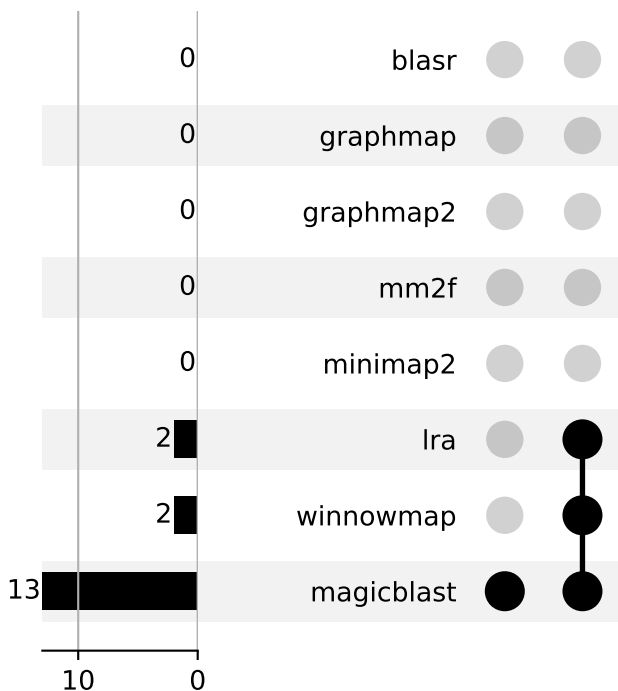 0 blasr
0 graphmap
0 graphmap2
0 mm2f
0 minimap2
2 lra
2 winnowmap
13 magicblast
10 0